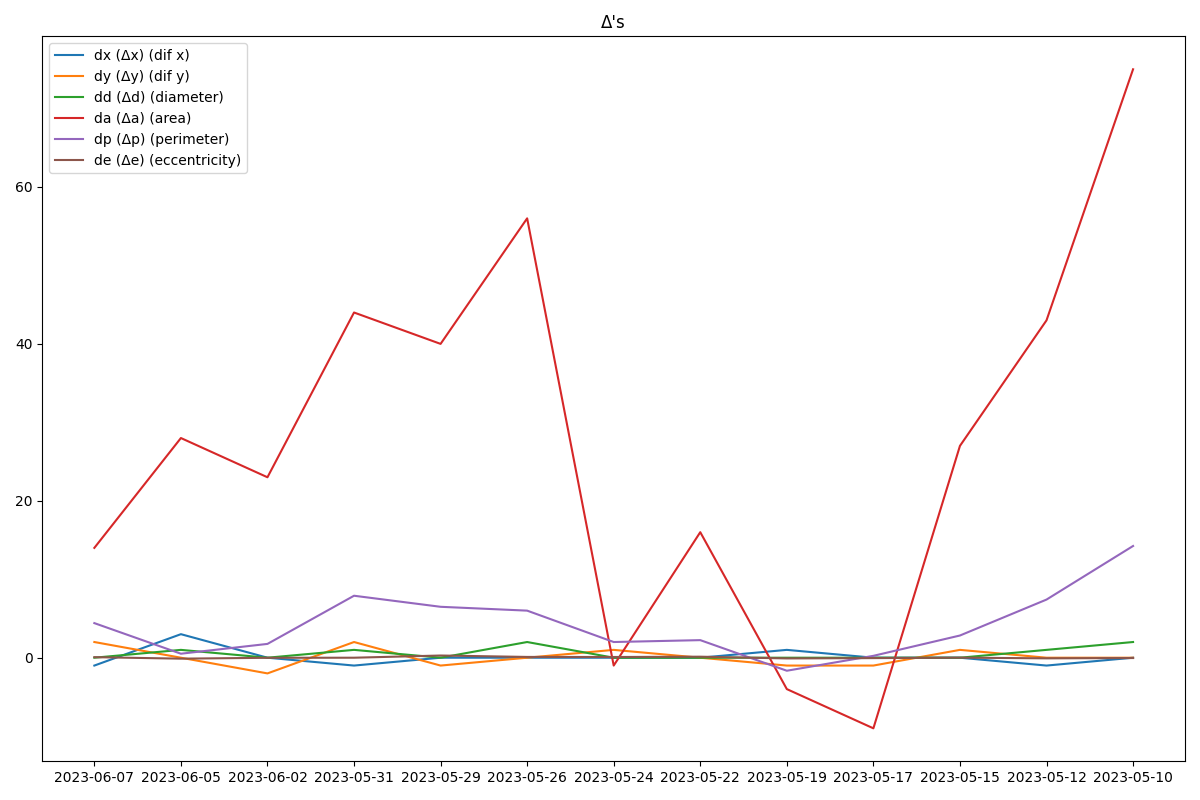 Δ's
dx (Δx) (dif x)
dy (Δy) (dif y)
dd (Δd) (diameter)
da (Δa) (area)
dp (Δp) (perimeter)
de (Δe) (eccentricity)
60
40
20
0
2023-06-07 2023-06-05 2023-06-02 2023-05-31 2023-05-29 2023-05-26 2023-05-24 2023-05-22 2023-05-19 2023-05-17 2023-05-15 2023-05-12 2023-05-10